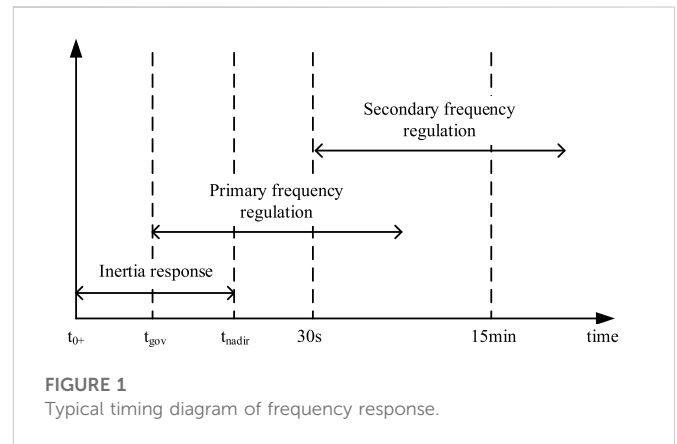 Secondary frequency
regulation
Primary frequency
regulation
Inertia response
t0+ tgov tnadir 30s 15min time
FIGURE 1
Typical timing diagram of frequency response.